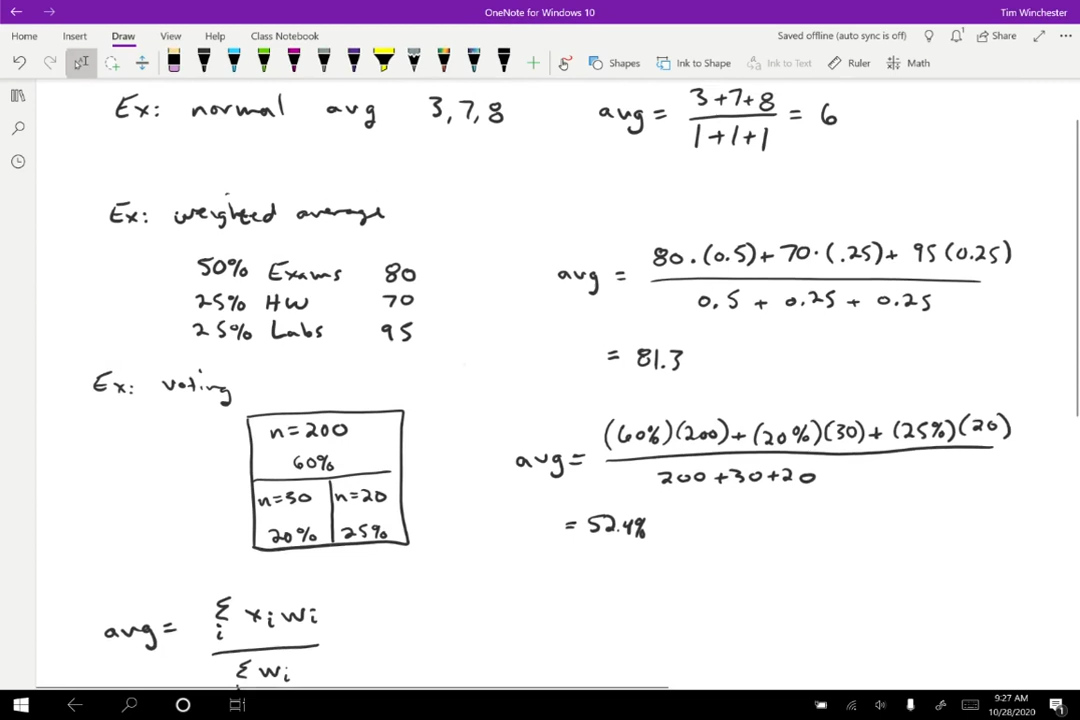 OneNote for Windows 10
Tim Winchester
Home Insert Draw View Help Class Notebook
Saved offline (auto sync is off) Share
Shapes Ink to Shape Ink to Text Ruler Math
Ex: normal avg 3, 7, 8
avg = 3+7+8 / 1+1+1 = 6
Ex: weighted average
50% Exams 80
25% HW 70
25% Labs 95
avg = 80·(0.5)+ 70·(.25)+ 95(0.25) / 0.5 + 0.25 + 0.25
= 81.3
Ex: voting
n=200
60%
n=30 n=20
20% 25%
avg= (60%)(200)+(20%)(30)+(25%)(20) / 200+30+20
= 52.4%
avg= Σ xi wi / Σ wi
i
9:27 AM
10/28/2020